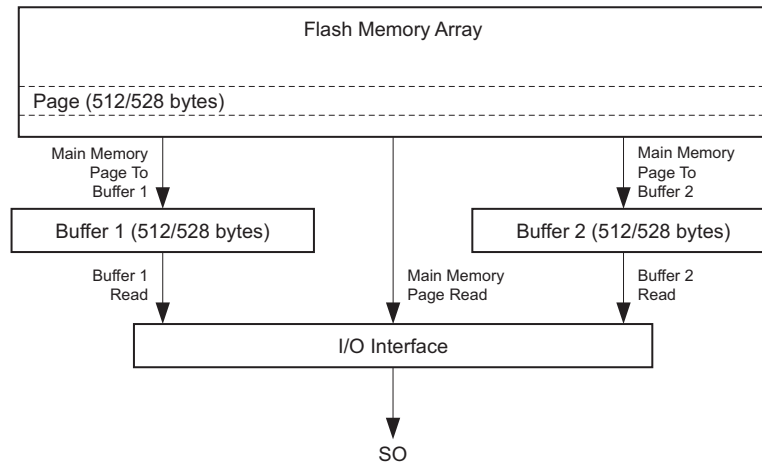 Flash Memory Array
Page (512/528 bytes)
Main Memory
Page To
Buffer 1
Main Memory
Page To
Buffer 2
Buffer 1 (512/528 bytes)
Buffer 2 (512/528 bytes)
Buffer 1
Read
Main Memory
Page Read
Buffer 2
Read
I/O Interface
SO